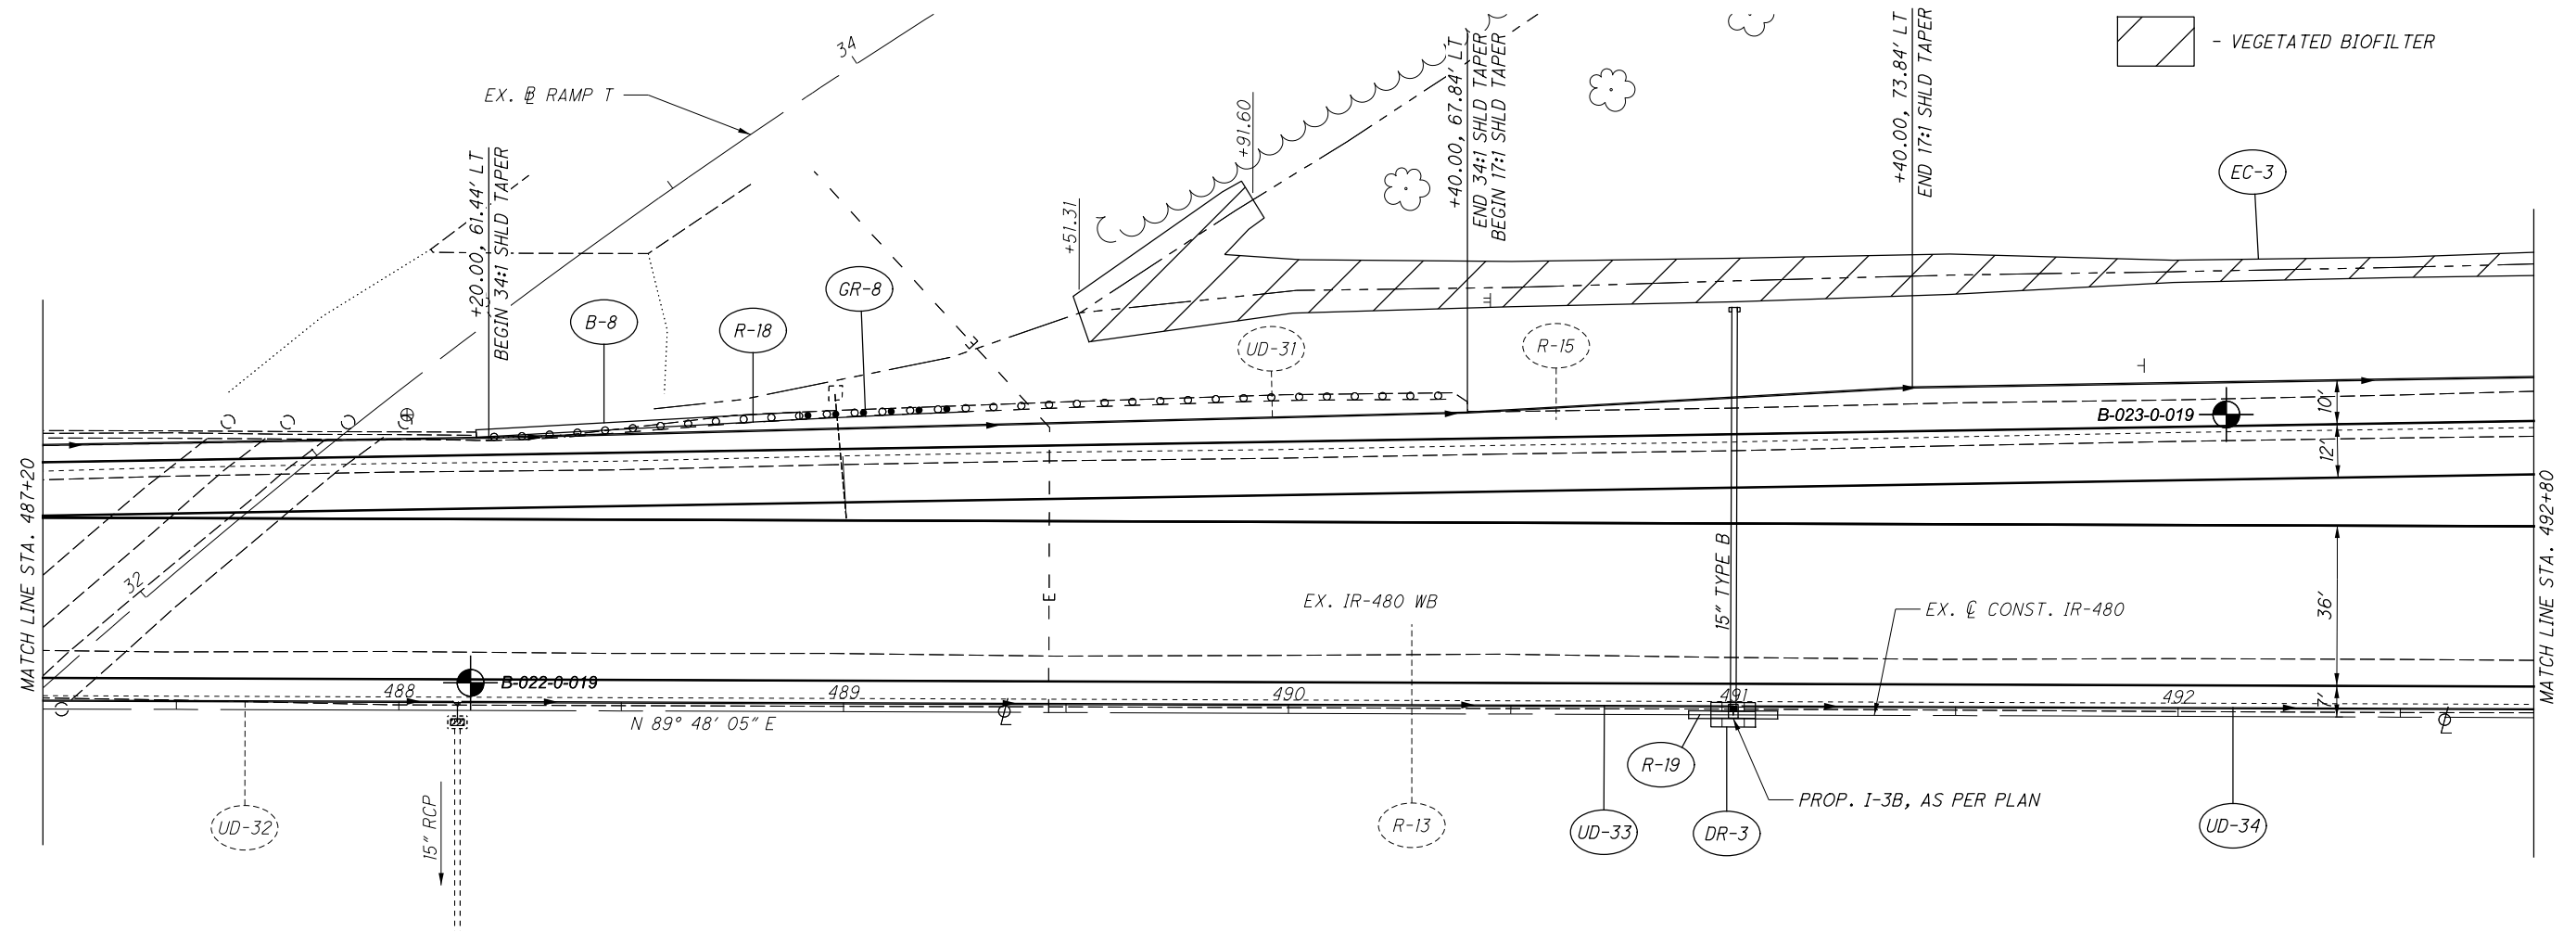 34
EX. ℄ RAMP T
+20.00, 61.44' LT
BEGIN 34:1 SHLD TAPER
+91.60
+51.31
+40.00, 67.84' LT
END 34:1 SHLD TAPER
BEGIN 17:1 SHLD TAPER
+40.00, 73.84' LT
END 17:1 SHLD TAPER
- VEGETATED BIOFILTER
EC-3
B-8
R-18
GR-8
UD-31
R-15
B-023-0-019
10'
12'
MATCH LINE STA. 487+20
32
15" TYPE B
EX. IR-480 WB
EX. ℄ CONST. IR-480
36'
MATCH LINE STA. 492+80
B-022-0-019
488
489
490
491
492
7'
N 89° 48' 05" E
R-19
PROP. I-3B, AS PER PLAN
15" RCP
UD-32
R-13
UD-33
DR-3
UD-34